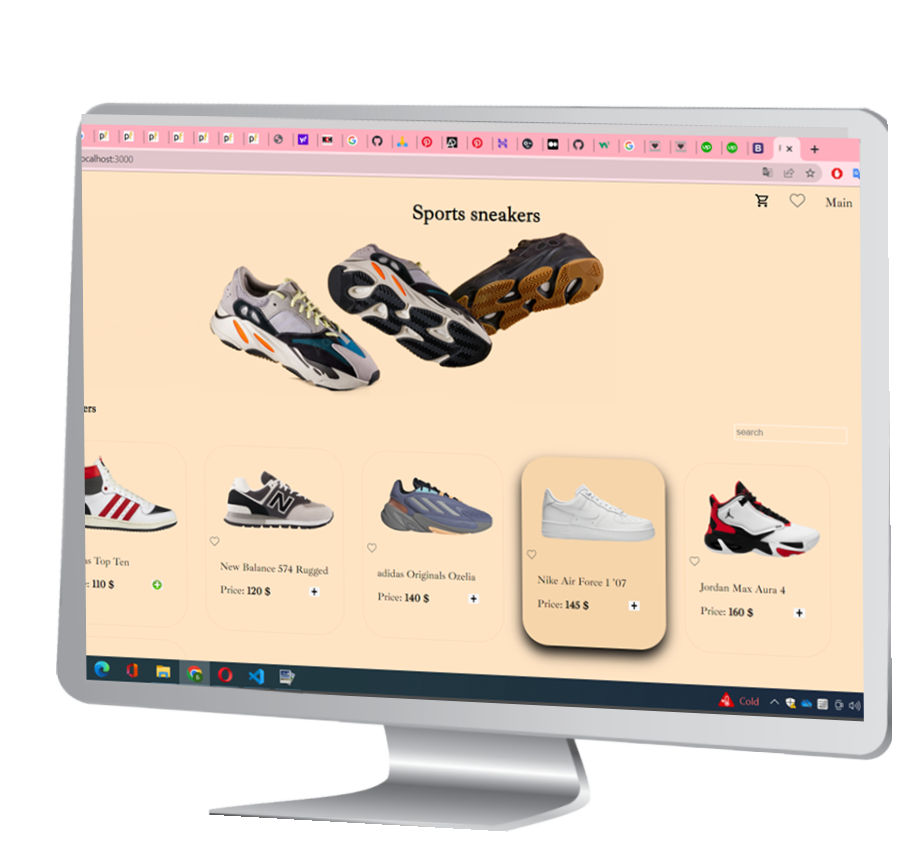 ocalhost:3000
Main
Sports sneakers
ers
search
as Top Ten
e: 110 $
New Balance 574 Rugged
Price: 120 $
adidas Originals Ozelia
Price: 140 $
Nike Air Force 1 '07
Price: 145 $
Jordan Max Aura 4
Price: 160 $
Cold